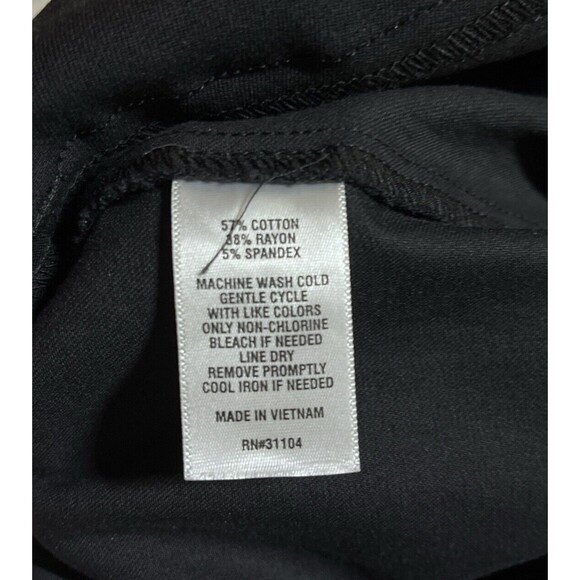 57% COTTON
38% RAYON
5% SPANDEX
MACHINE WASH COLD
GENTLE CYCLE
WITH LIKE COLORS
ONLY NON-CHLORINE
BLEACH IF NEEDED
LINE DRY
REMOVE PROMPTLY
COOL IRON IF NEEDED
MADE IN VIETNAM
RN#31104